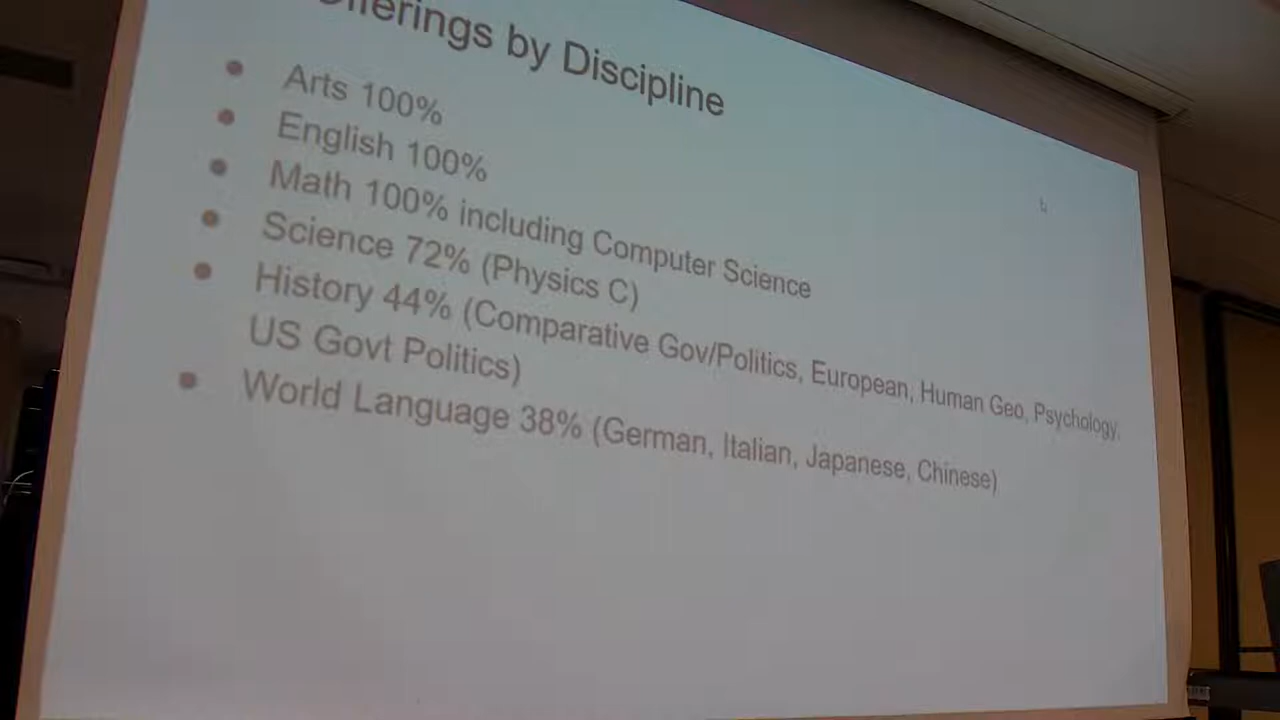 Offerings by Discipline
Arts 100%
English 100%
Math 100% including Computer Science
Science 72% (Physics C)
History 44% (Comparative Gov/Politics, European, Human Geo, Psychology,
US Govt Politics)
World Language 38% (German, Italian, Japanese, Chinese)